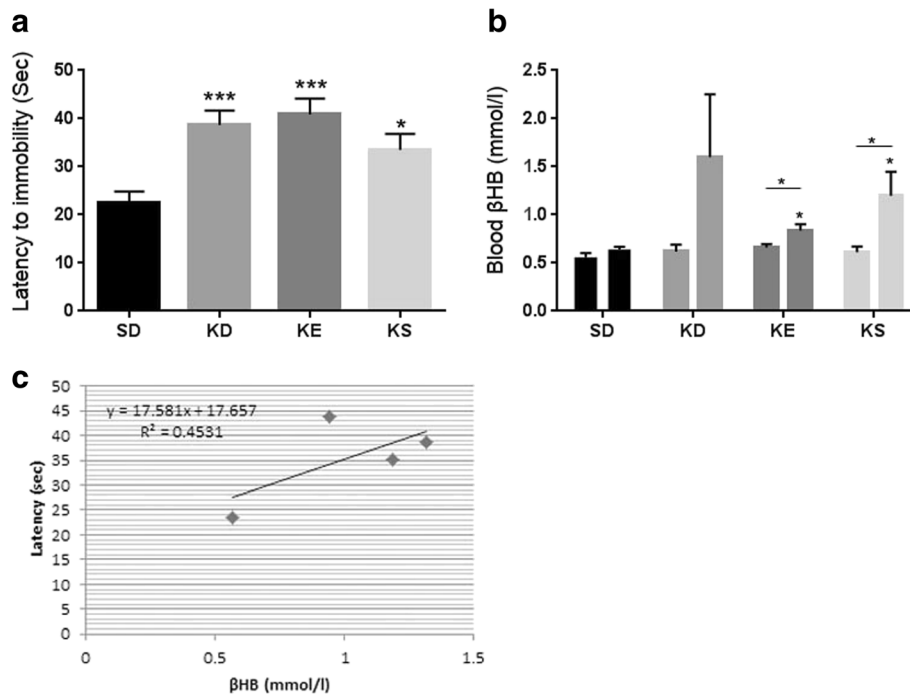 a
Latency to immobility (Sec)
50
40
30
20
10
0
***
***
*
SD
KD
KE
KS
b
Blood βHB (mmol/l)
2.5
2.0
1.5
1.0
0.5
0.0
*
*
*
*
SD
KD
KE
KS
c
Latency (sec)
50
45
40
35
30
25
20
15
10
5
0
y = 17.581x + 17.657
R² = 0.4531
0
0.5
1
1.5
βHB (mmol/l)